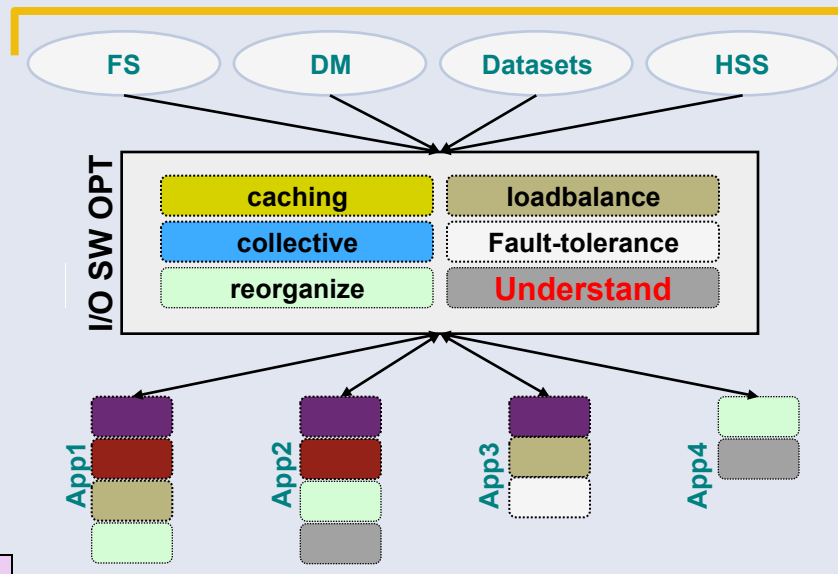 FS
DM
Datasets
HSS
I/O SW OPT
caching
loadbalance
collective
Fault-tolerance
reorganize
Understand
App1
App2
App3
App4